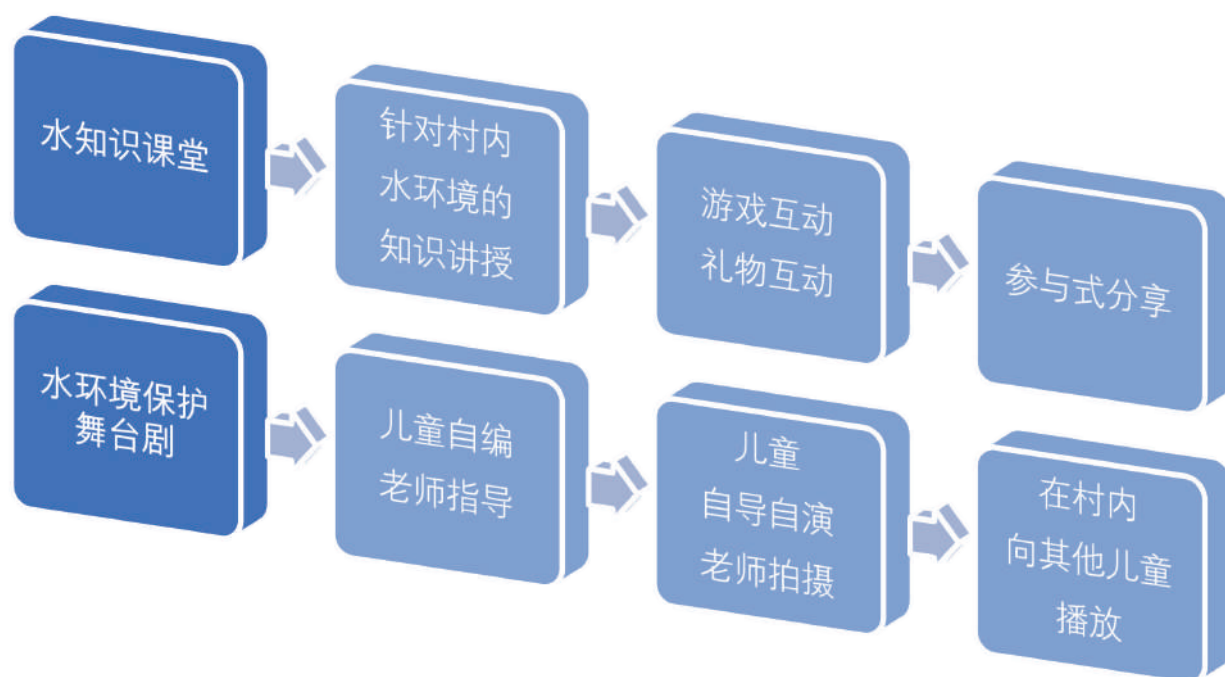 水知识课堂
针对村内
水环境的
知识讲授
游戏互动
礼物互动
参与式分享
水环境保护
舞台剧
儿童自编
老师指导
儿童
自导自演
老师拍摄
在村内
向其他儿童
播放